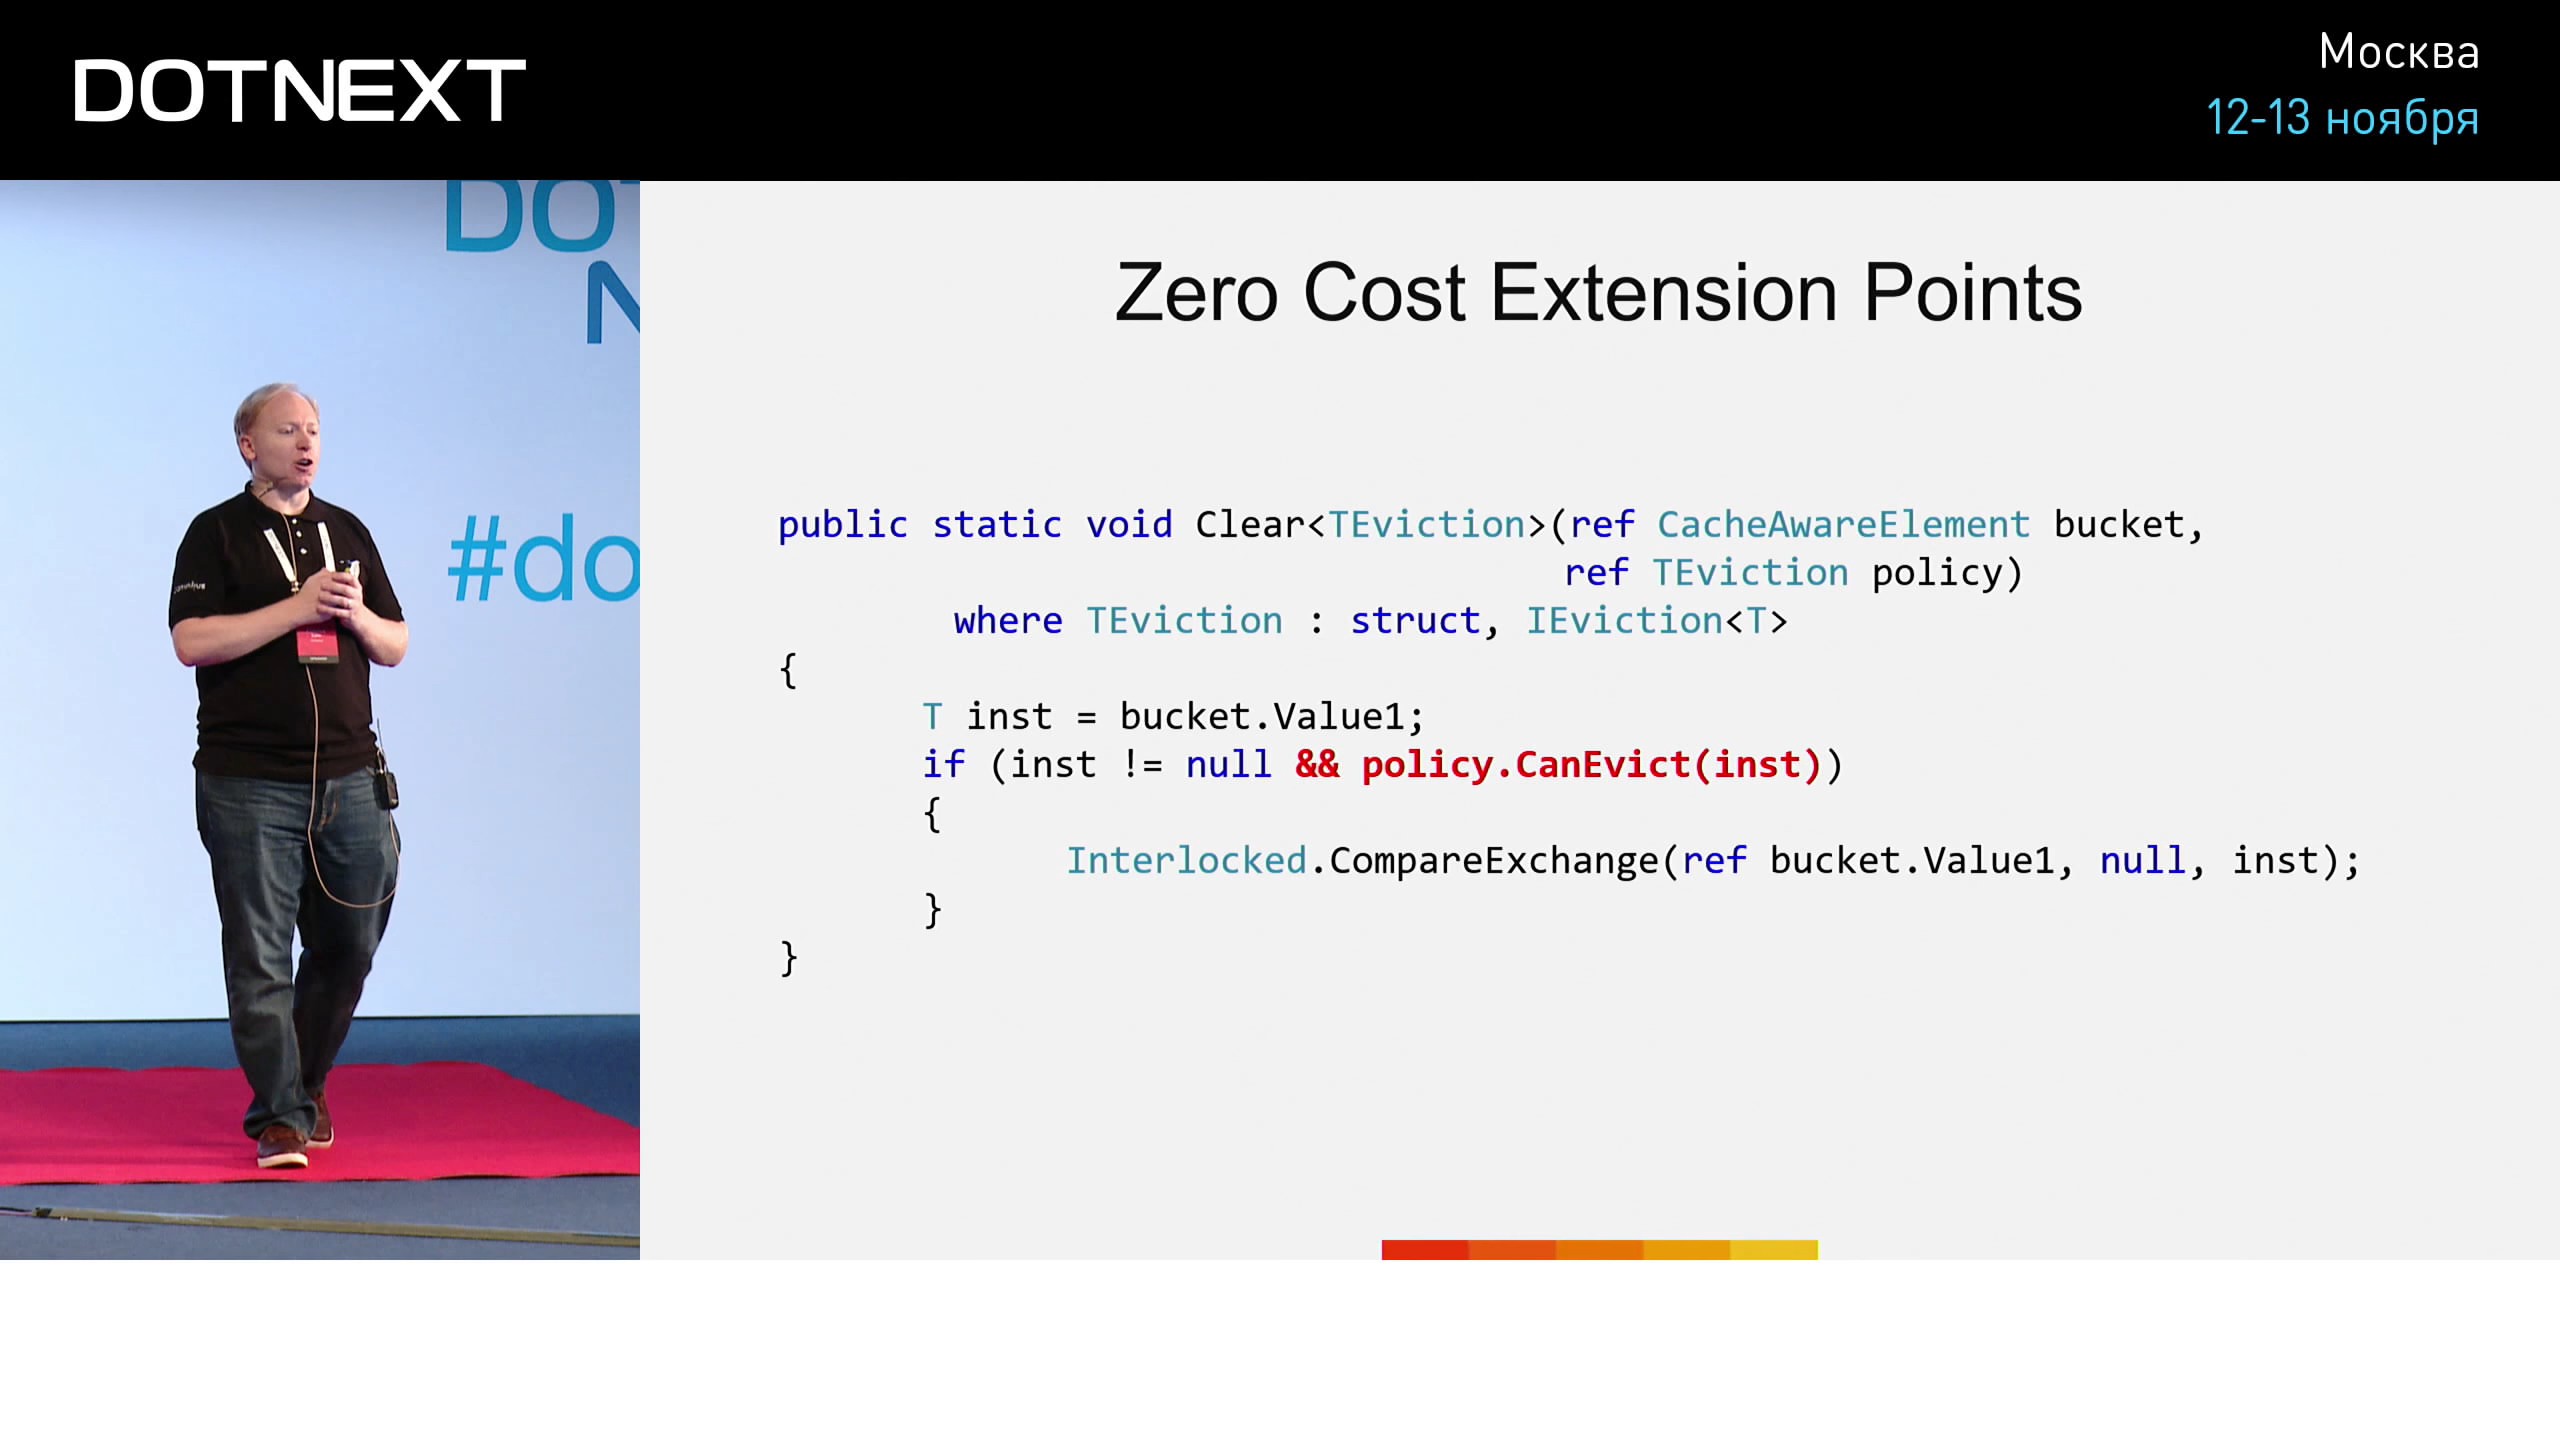 DOTNEXT
Москва
12-13 ноября
DO
N
#do
Zero Cost Extension Points
public static void Clear<TEviction>(ref CacheAwareElement bucket,
ref TEviction policy)
where TEviction : struct, IEviction<T>
{
T inst = bucket.Value1;
if (inst != null && policy.CanEvict(inst))
{
Interlocked.CompareExchange(ref bucket.Value1, null, inst);
}
}